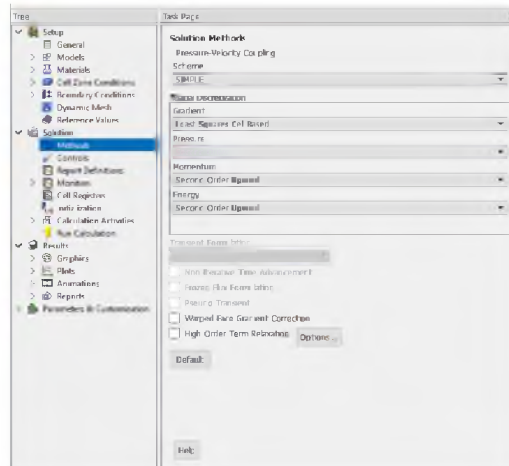 Tree
Setup
General
Models
Materials
Cell Zone Conditions
Boundary Conditions
Dynamic Mesh
Reference Values
Solution
Methods
Controls
Report Definitions
Monitors
Cell Registers
Initialization
Calculation Activities
Run Calculation
Results
Graphics
Plots
Animations
Reports
Parameters & Customization
Task Page
Solution Methods
Pressure-Velocity Coupling
Scheme
SIMPLE
Spatial Discretization
Gradient
Least Squares Cell Based
Pressure
Momentum
Second Order Upwind
Energy
Second Order Upwind
Transient Formulation
Non-Iterative Time Advancement
Frozen Flux Formulation
Pseudo Transient
Warped-Face Gradient Correction
High Order Term Relaxation
Options...
Default
Help